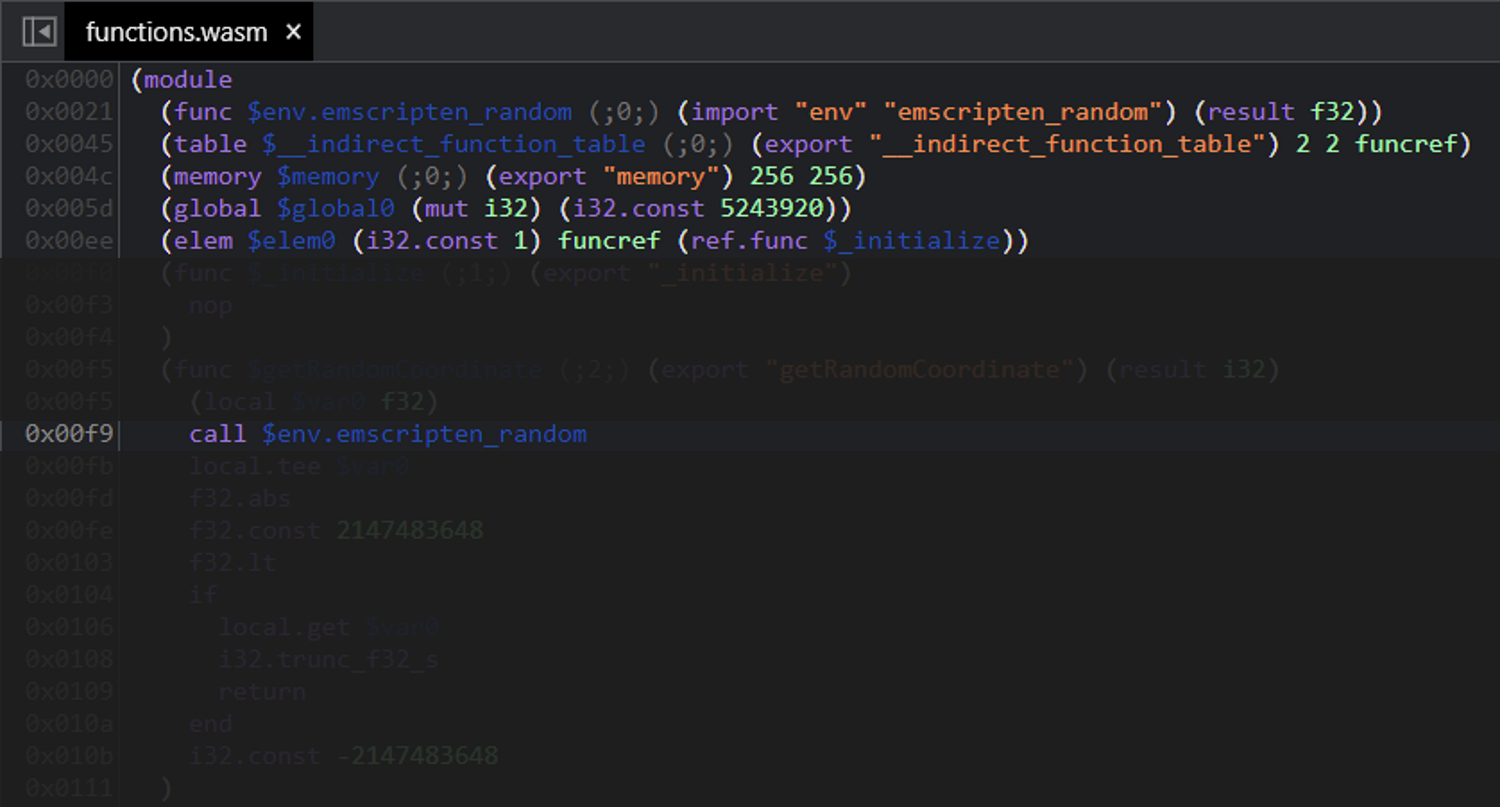 functions.wasm ×
0x0000 (module
0x0021 (func $env.emscripten_random (;0;) (import "env" "emscripten_random") (result f32))
0x0045 (table $__indirect_function_table (;0;) (export "__indirect_function_table") 2 2 funcref)
0x004c (memory $memory (;0;) (export "memory") 256 256)
0x005d (global $global0 (mut i32) (i32.const 5243920))
0x00ee (elem $elem0 (i32.const 1) funcref (ref.func $_initialize))
(func $_initialize (;1;) (export "_initialize")
0x00f3 nop
0x00f4 )
0x00f5 (func $getRandomCoordinate (;2;) (export "getRandomCoordinate") (result i32)
0x00f5 (local $var0 f32)
0x00f9 call $env.emscripten_random
0x00fb local.tee $var0
0x00fd f32.abs
0x00fe f32.const 2147483648
0x0103 f32.lt
0x0104 if
0x0106 local.get $var0
0x0108 i32.trunc_f32_s
0x0109 return
0x010a end
0x010b i32.const -2147483648
0x0111 )